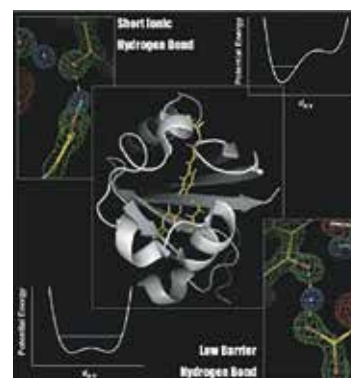 Short Ionic
Hydrogen Bond
Potential Energy
Potential Energy
Low Barrier
Hydrogen Bond